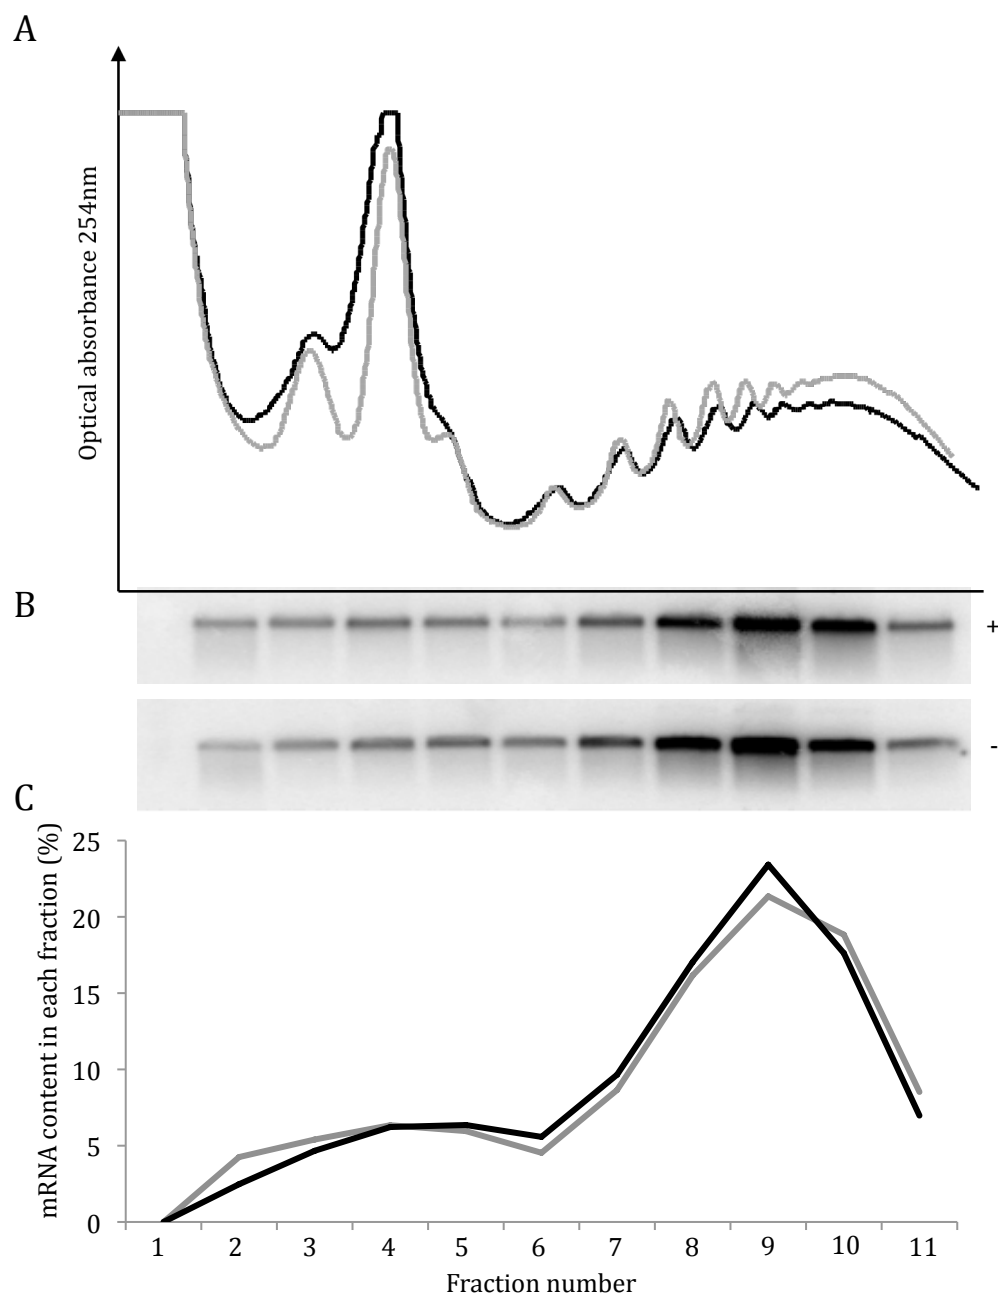 A
Optical absorbance 254nm
B
+
-
C
mRNA content in each fraction (%)
25
20
15
10
5
0
1 2 3 4 5 6 7 8 9 10 11
Fraction number